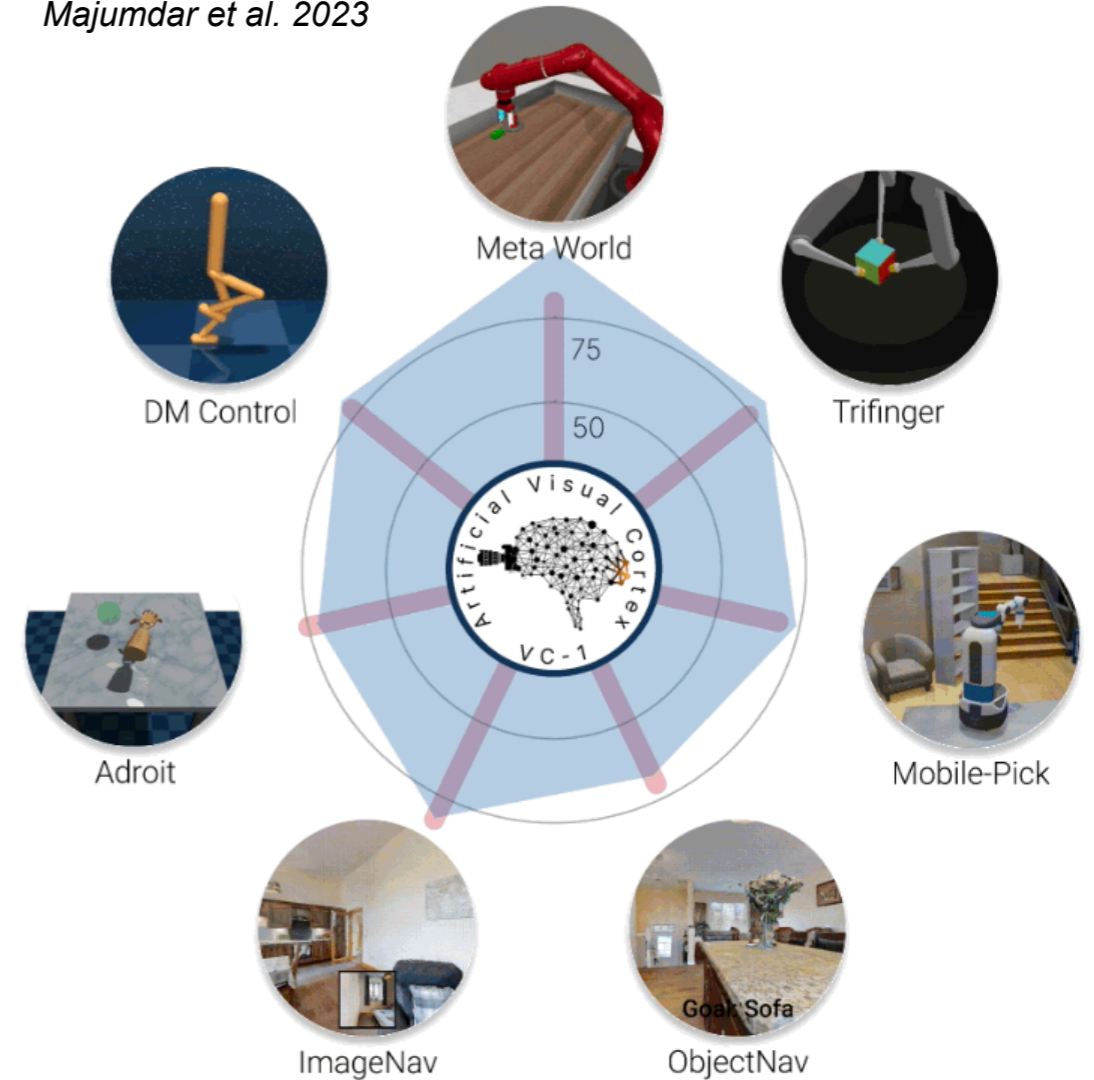 Majumdar et al. 2023
Meta World
DM Control
Trifinger
75
50
Artificial Visual Cortex
VC-1
Adroit
Mobile-Pick
Goal: Sofa
ImageNav
ObjectNav